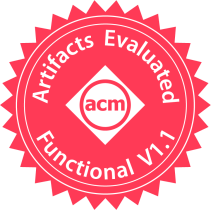 Artifacts Evaluated
acm
Functional V1.1